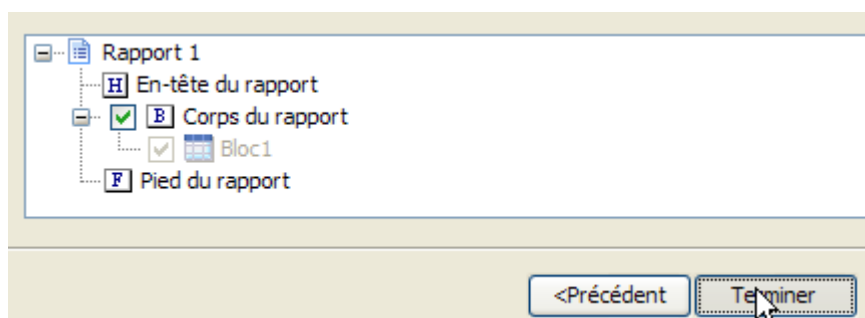 Rapport 1
H En-tête du rapport
B Corps du rapport
Bloc1
F Pied du rapport
<Précédent Terminer